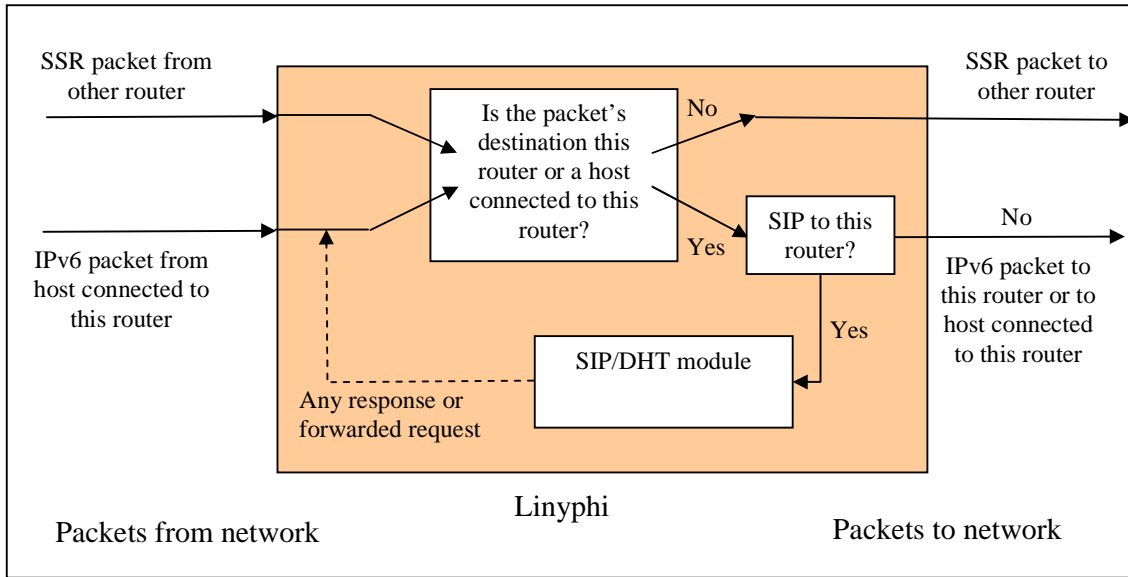 SSR packet from
other router
Is the packet's
destination this
router or a host
connected to this
router?
No
SSR packet to
other router
IPv6 packet from
host connected to
this router
Yes
SIP to this
router?
No
IPv6 packet to
this router or to
host connected
to this router
Yes
SIP/DHT module
Any response or
forwarded request
Linyphi
Packets from network
Packets to network